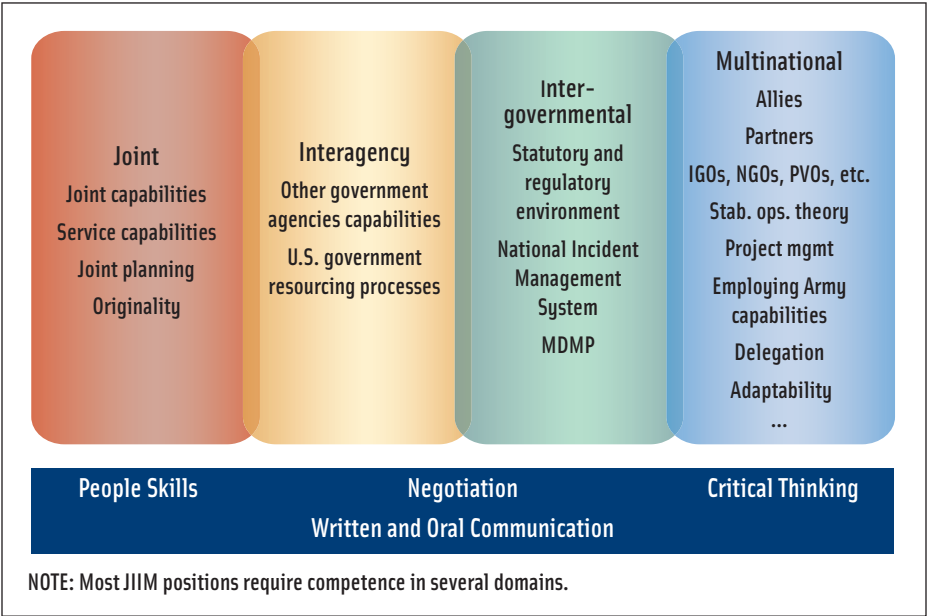 Joint
Joint capabilities
Service capabilities
Joint planning
Originality
Interagency
Other government
agencies capabilities
U.S. government
resourcing processes
Inter-
governmental
Statutory and
regulatory
environment
National Incident
Management
System
MDMP
Multinational
Allies
Partners
IGOs, NGOs, PVOs, etc.
Stab. ops. theory
Project mgmt
Employing Army
capabilities
Delegation
Adaptability
...
People Skills
Negotiation
Critical Thinking
Written and Oral Communication
NOTE: Most JIIM positions require competence in several domains.